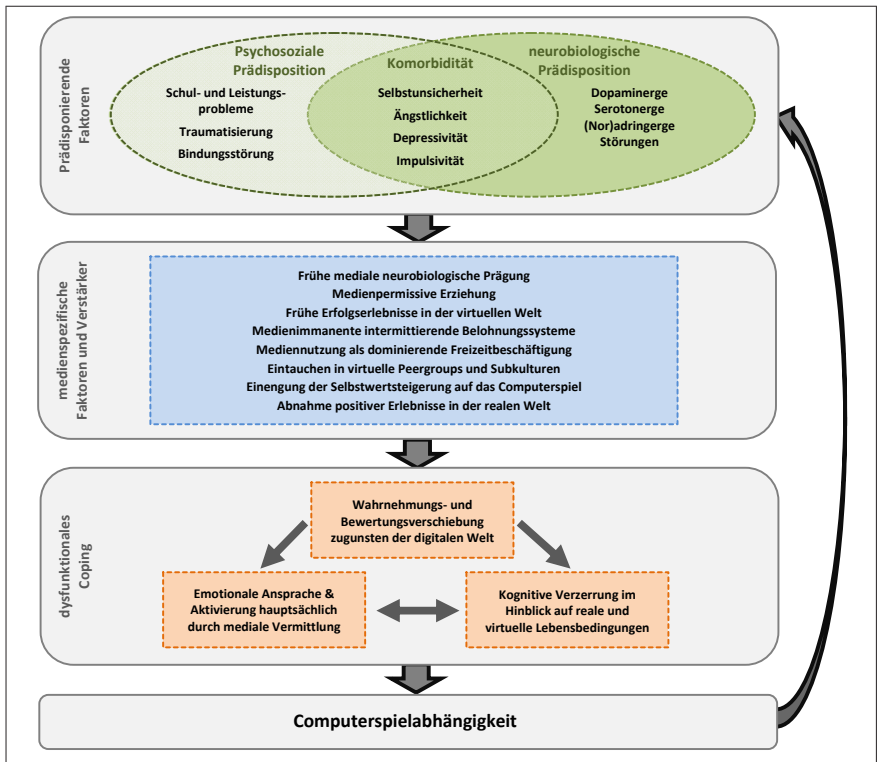 Prädisponierende
Faktoren
Psychosoziale
Prädisposition
Schul- und Leistungs-
probleme
Traumatisierung
Bindungsstörung
Komorbidität
Selbstunsicherheit
Ängstlichkeit
Depressivität
Impulsivität
neurobiologische
Prädisposition
Dopaminerge
Serotonerge
(Nor)adringerge
Störungen
medienspezifische
Faktoren und Verstärker
Frühe mediale neurobiologische Prägung
Medienpermissive Erziehung
Frühe Erfolgserlebnisse in der virtuellen Welt
Medienimmanente intermittierende Belohnungssysteme
Mediennutzung als dominierende Freizeitbeschäftigung
Eintauchen in virtuelle Peergroups und Subkulturen
Einengung der Selbstwertsteigerung auf das Computerspiel
Abnahme positiver Erlebnisse in der realen Welt
dysfunktionales
Coping
Wahrnehmungs- und
Bewertungsverschiebung
zugunsten der digitalen Welt
Emotionale Ansprache &
Aktivierung hauptsächlich
durch mediale Vermittlung
Kognitive Verzerrung im
Hinblick auf reale und
virtuelle Lebensbedingungen
Computerspielabhängigkeit